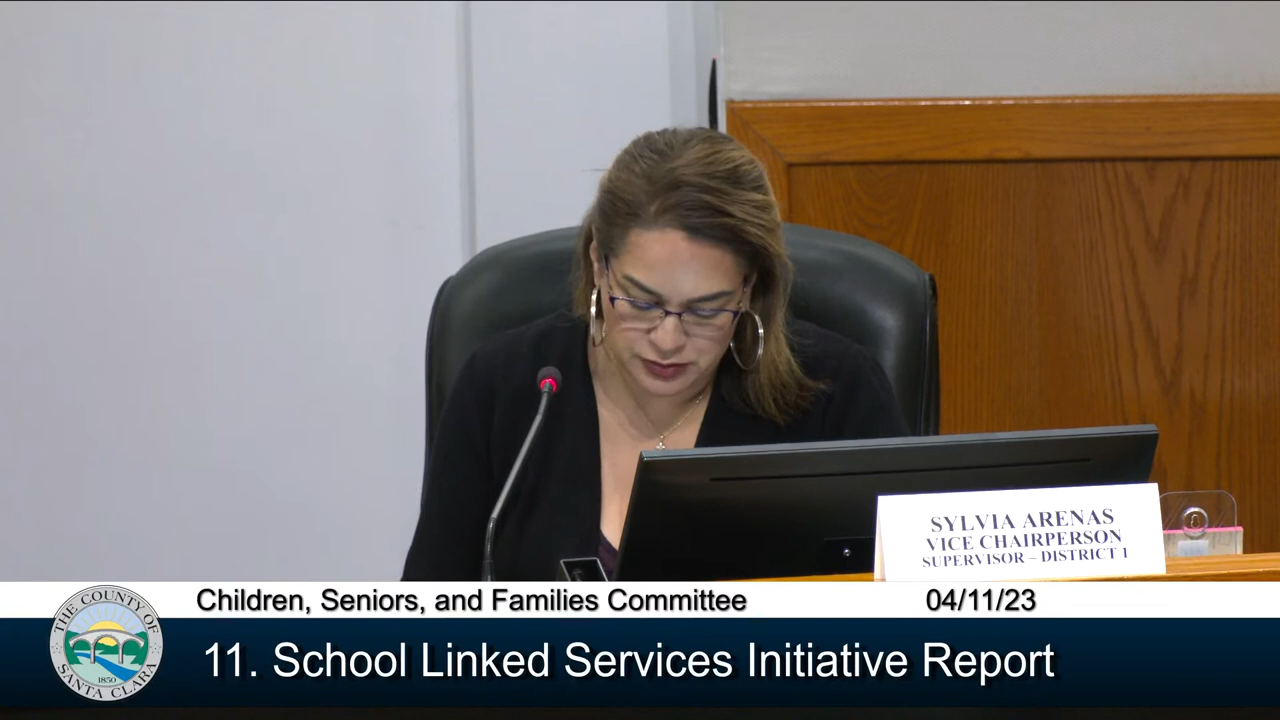 SYLVIA ARENAS
VICE CHAIRPERSON
SUPERVISOR – DISTRICT 1
Children, Seniors, and Families Committee 04/11/23
THE COUNTY OF
SANTA CLARA
1850
11. School Linked Services Initiative Report